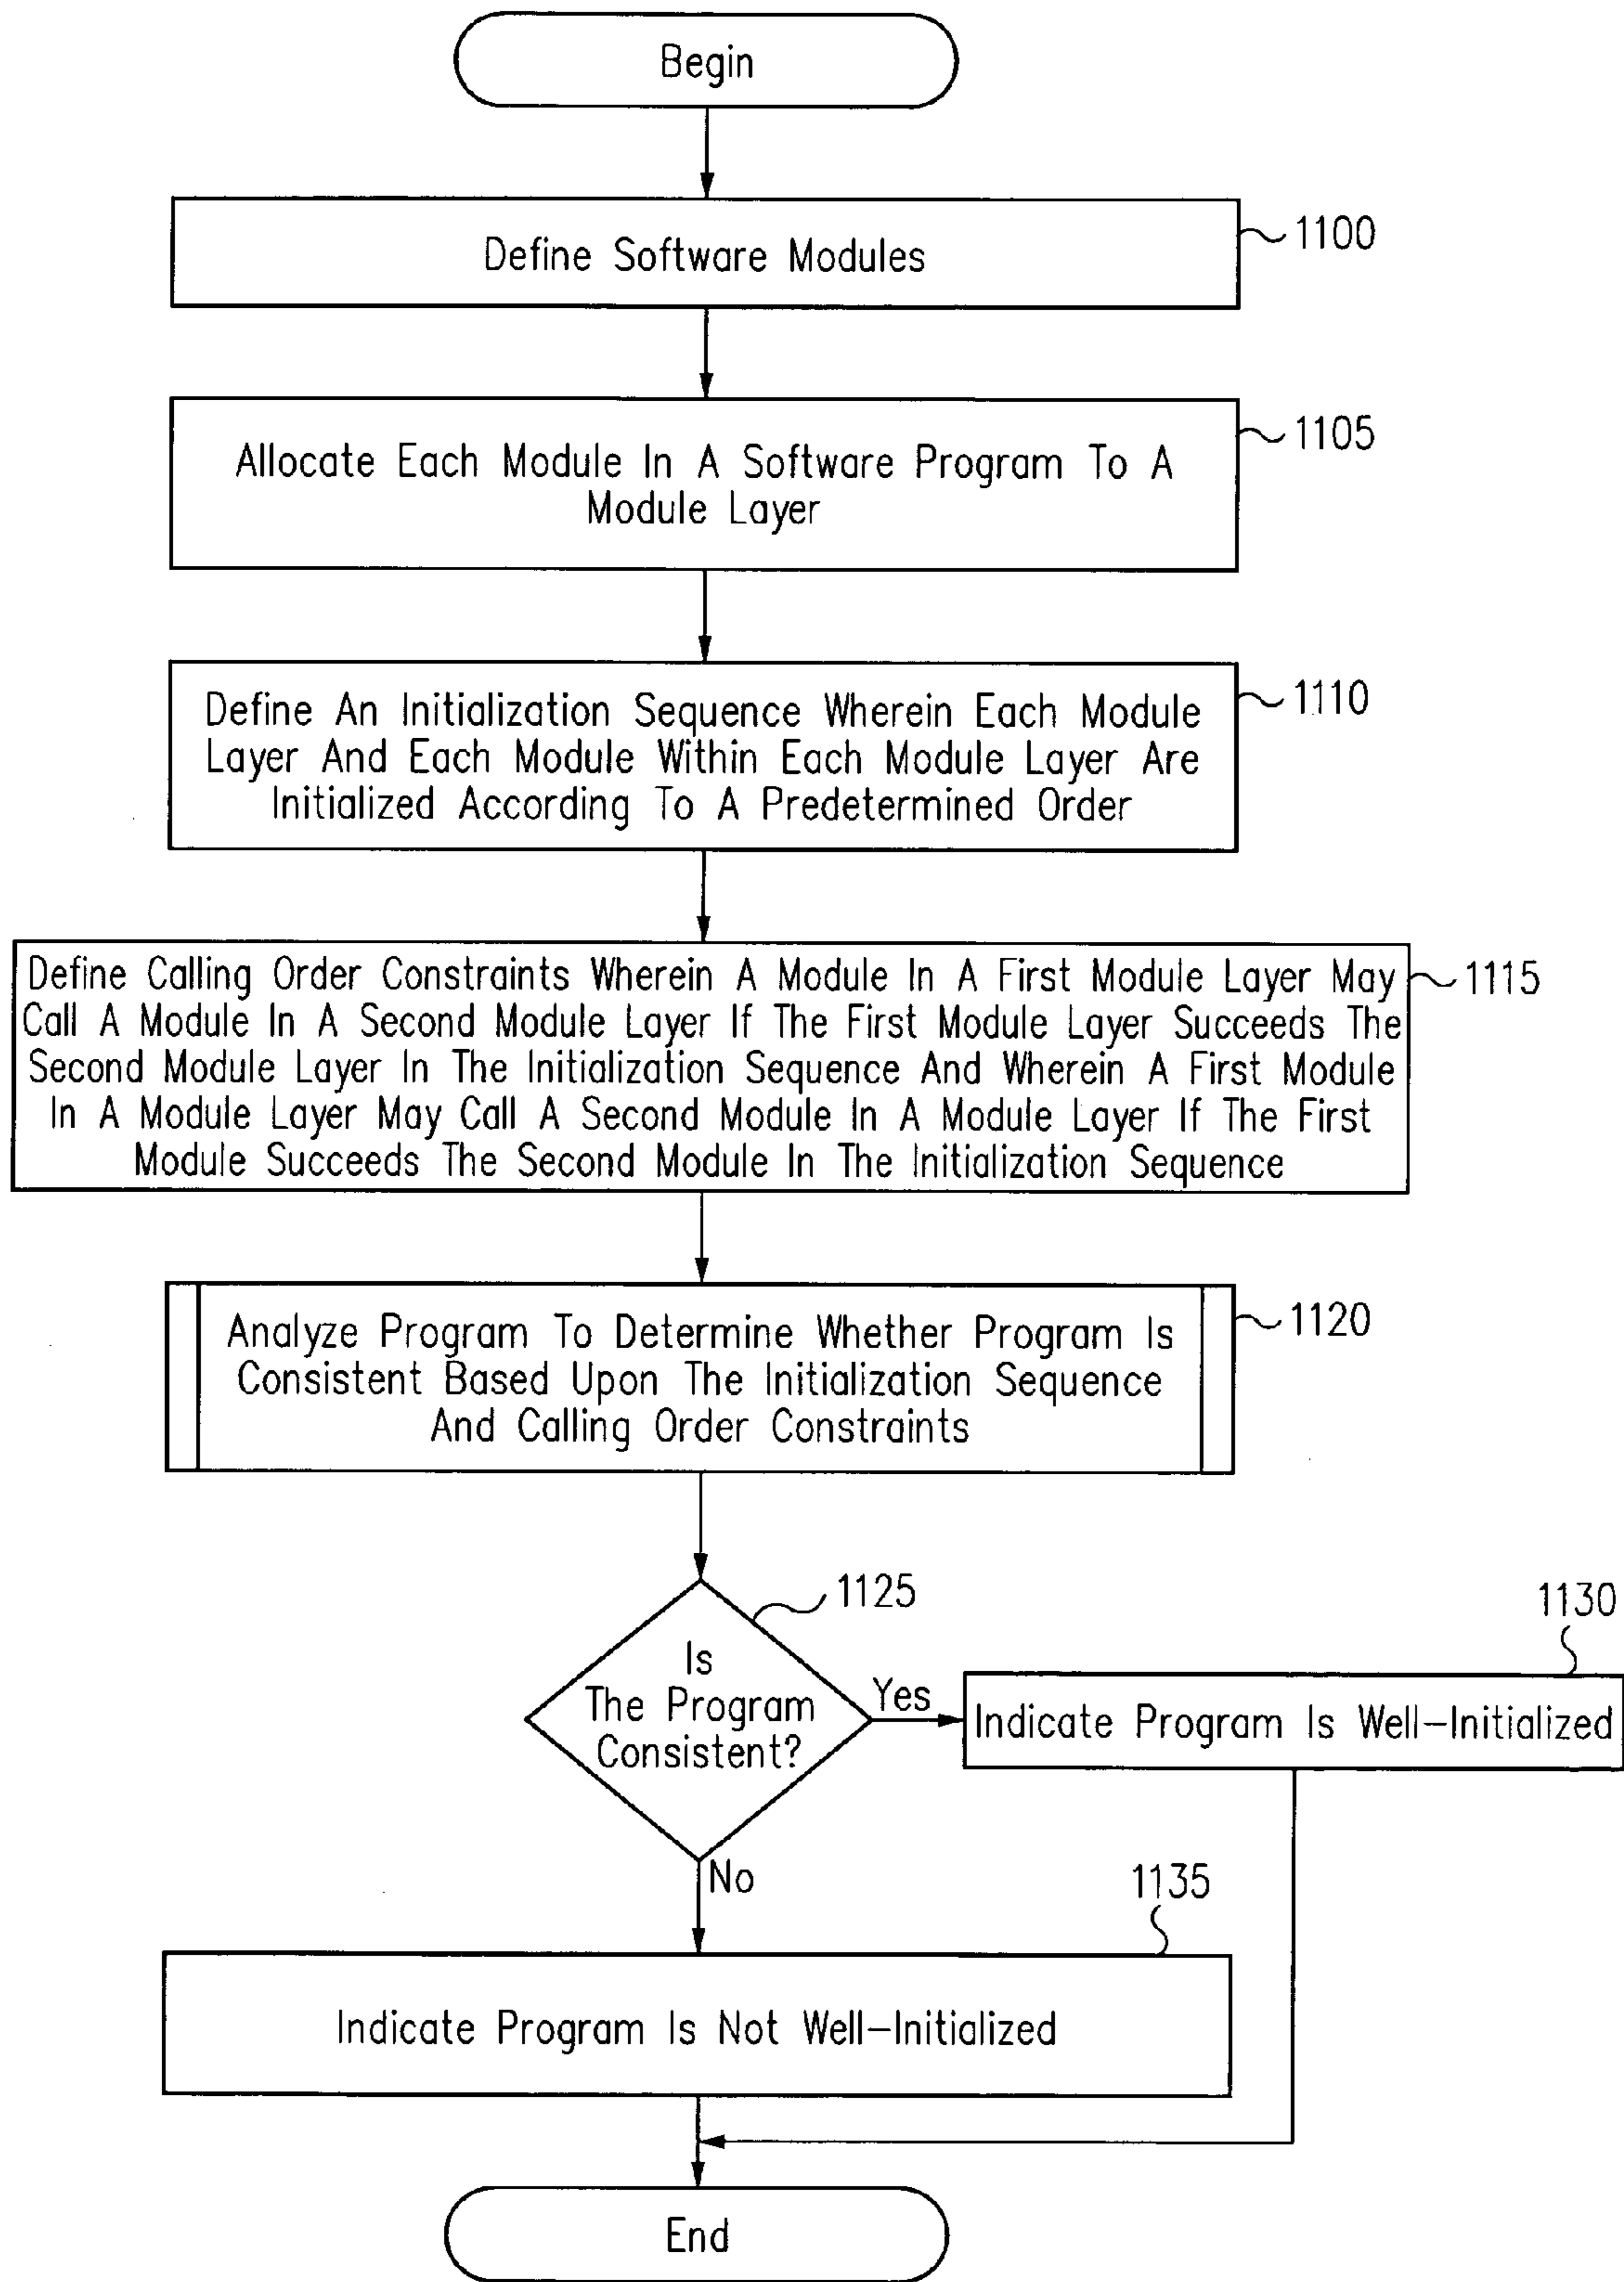 Begin
Define Software Modules
1100
Allocate Each Module In A Software Program To A
Module Layer
1105
Define An Initialization Sequence Wherein Each Module
Layer And Each Module Within Each Module Layer Are
Initialized According To A Predetermined Order
1110
Define Calling Order Constraints Wherein A Module In A First Module Layer May
Call A Module In A Second Module Layer If The First Module Layer Succeeds The
Second Module Layer In The Initialization Sequence And Wherein A First Module
In A Module Layer May Call A Second Module In A Module Layer If The First
Module Succeeds The Second Module In The Initialization Sequence
1115
Analyze Program To Determine Whether Program Is
Consistent Based Upon The Initialization Sequence
And Calling Order Constraints
1120
1125
Is
The Program
Consistent?
Yes
1130
Indicate Program Is Well-Initialized
No
1135
Indicate Program Is Not Well-Initialized
End